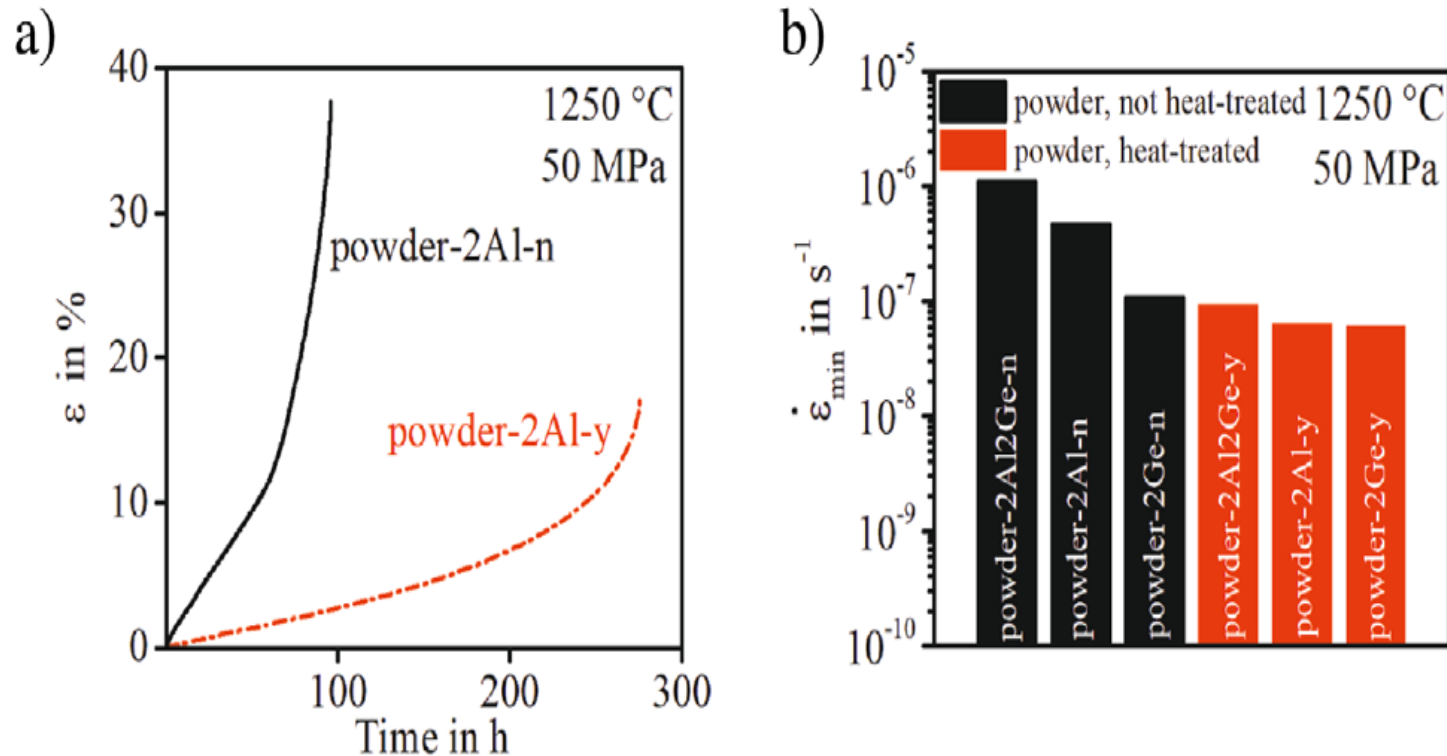 a)
40
30
20
10
0
ε in %
1250 °C
50 MPa
powder-2Al-n
powder-2Al-y
100
200
300
Time in h
b)
10⁻⁵
10⁻⁶
10⁻⁷
10⁻⁸
10⁻⁹
10⁻¹⁰
ε̇min in s⁻¹
powder, not heat-treated
powder, heat-treated
1250 °C
50 MPa
powder-2Al2Ge-n
powder-2Al-n
powder-2Ge-n
powder-2Al2Ge-y
powder-2Al-y
powder-2Ge-y